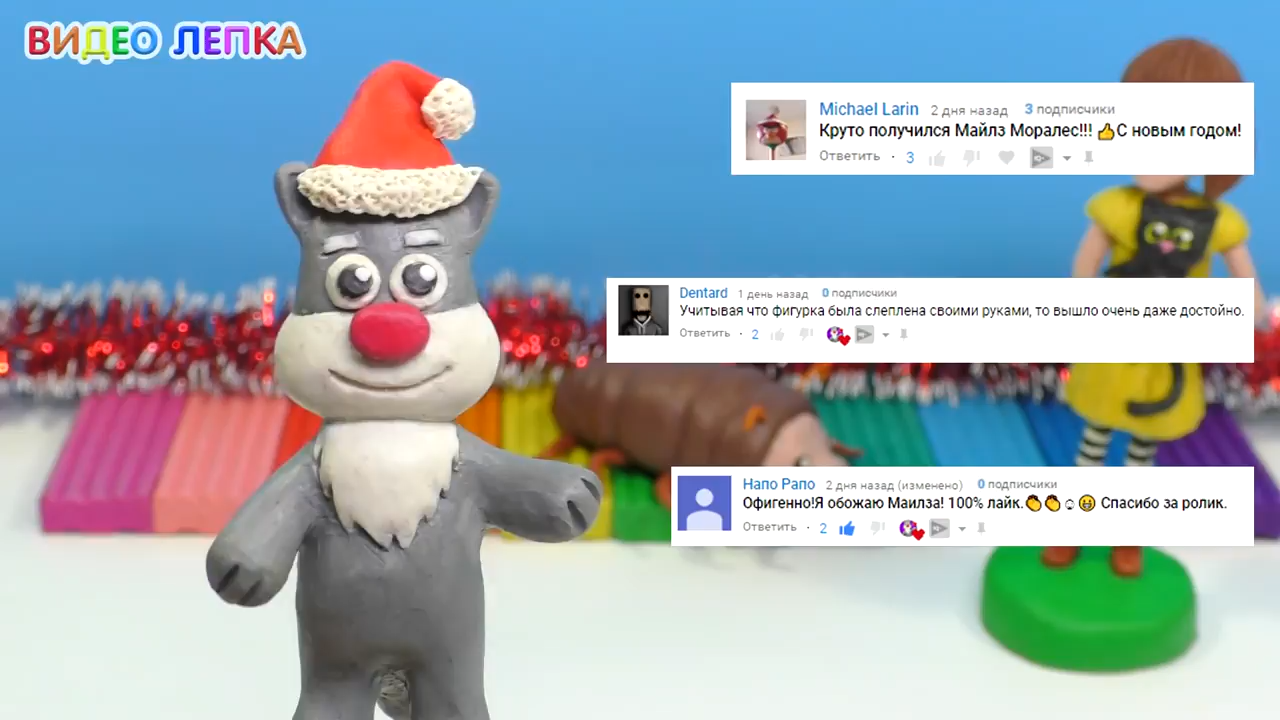 ВИДЕО ЛЕПКА
Michael Larin 2 дня назад 3 подписчики
Круто получился Майлз Моралес!!! 👍С новым годом!
Ответить · 3
Dentard 1 день назад 0 подписчики
Учитывая что фигурка была слеплена своими руками, то вышло очень даже достойно.
Ответить · 2
Напо Рапо 2 дня назад (изменено) 0 подписчики
Офигенно!Я обожаю Маилза! 100% лайк.👏👏☺😁 Спасибо за ролик.
Ответить · 2